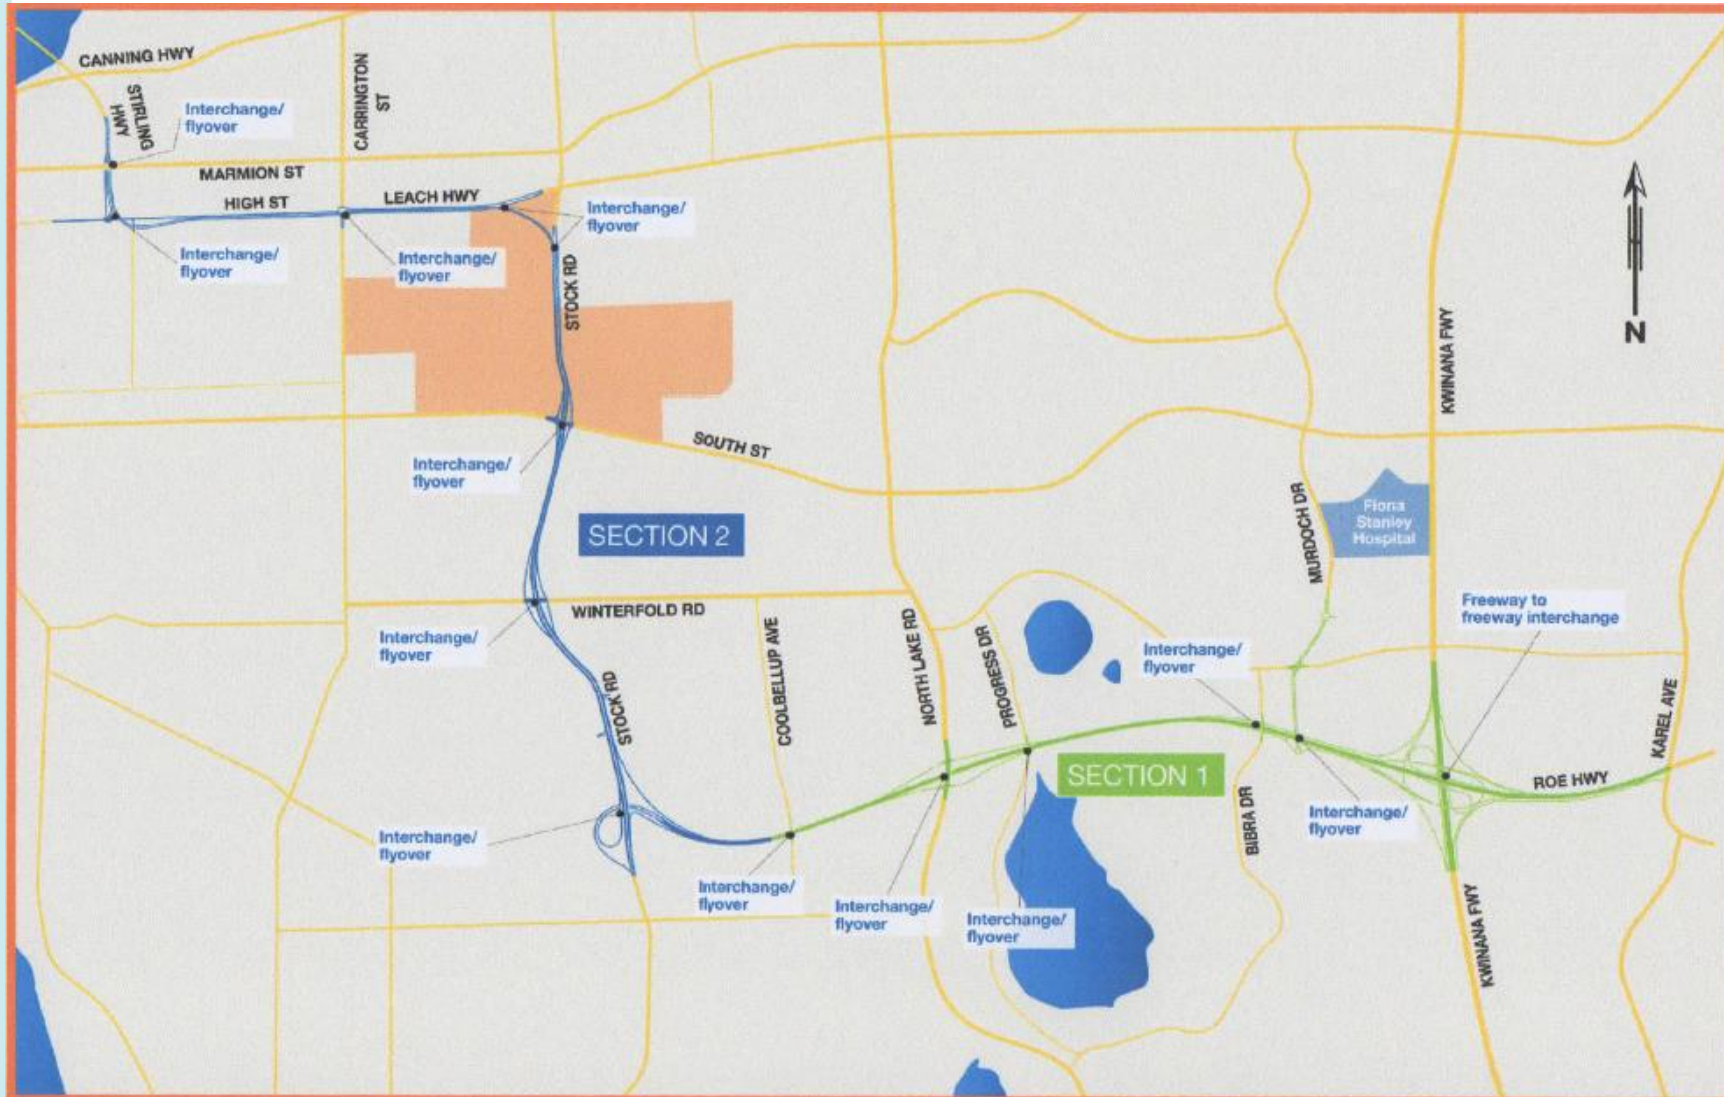 CANNING HWY
STIRLING
HWY
CARRINGTON
ST
Interchange/
flyover
MARMION ST
HIGH ST
LEACH HWY
Interchange/
flyover
Interchange/
flyover
Interchange/
flyover
STOCK RD
KWINANA FWY
N
SOUTH ST
Interchange/
flyover
SECTION 2
MURDOCH DR
Fiona
Stanley
Hospital
WINTERFOLD RD
Interchange/
flyover
COOLBELLUP AVE
NORTH LAKE RD
PROGRESS DR
Interchange/
flyover
Freeway to
freeway interchange
STOCK RD
KAREL AVE
SECTION 1
ROE HWY
BIBRA DR
Interchange/
flyover
Interchange/
flyover
Interchange/
flyover
Interchange/
flyover
Interchange/
flyover
KWINANA FWY